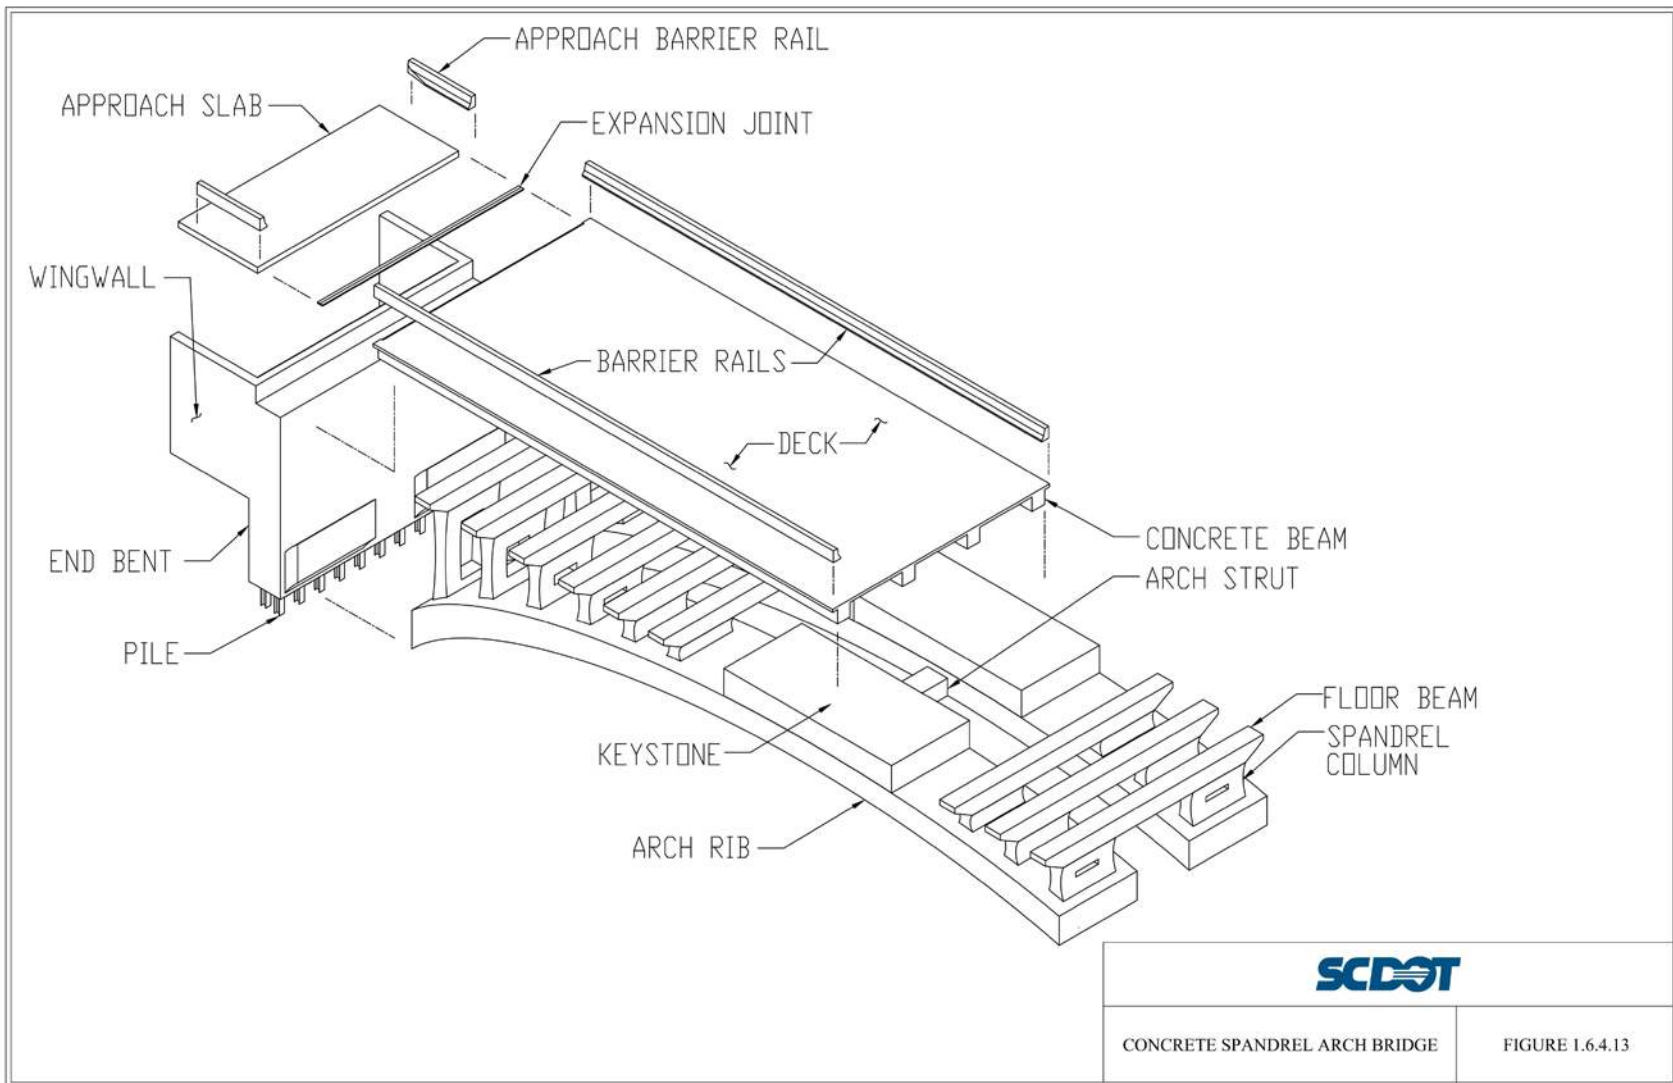 APPROACH BARRIER RAIL
APPROACH SLAB
EXPANSION JOINT
WINGWALL
BARRIER RAILS
DECK
CONCRETE BEAM
END BENT
ARCH STRUT
PILE
FLOOR BEAM
KEYSTONE
SPANDREL
COLUMN
ARCH RIB
SCDOT
CONCRETE SPANDREL ARCH BRIDGE
FIGURE 1.6.4.13